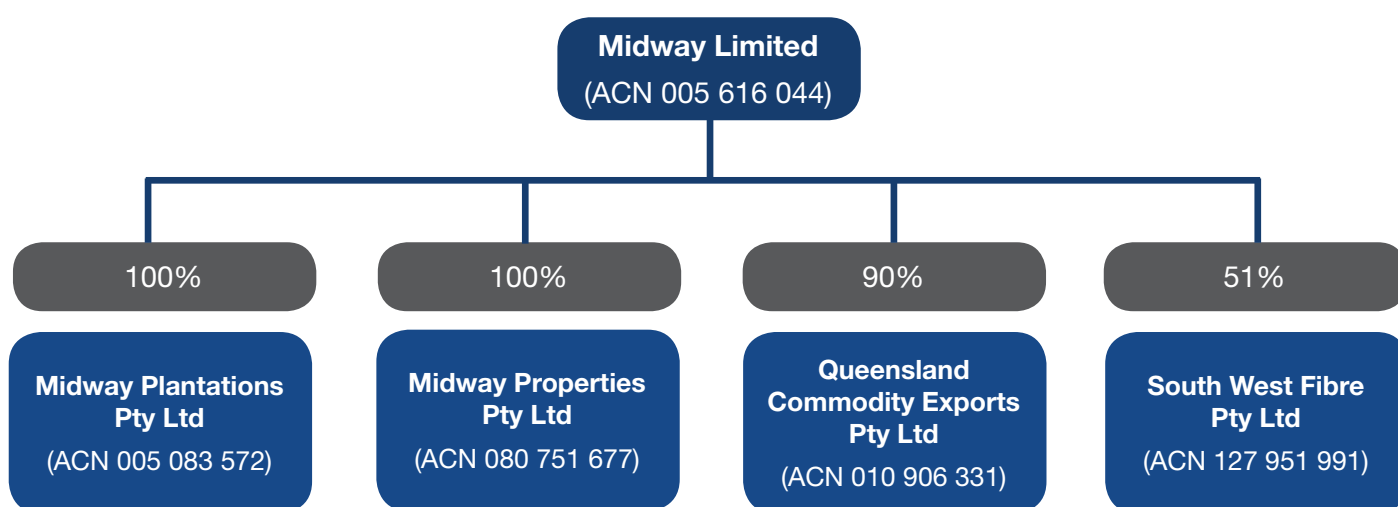 Midway Limited
(ACN 005 616 044)
100%
100%
90%
51%
Midway Plantations
Pty Ltd
(ACN 005 083 572)
Midway Properties
Pty Ltd
(ACN 080 751 677)
Queensland
Commodity Exports
Pty Ltd
(ACN 010 906 331)
South West Fibre
Pty Ltd
(ACN 127 951 991)